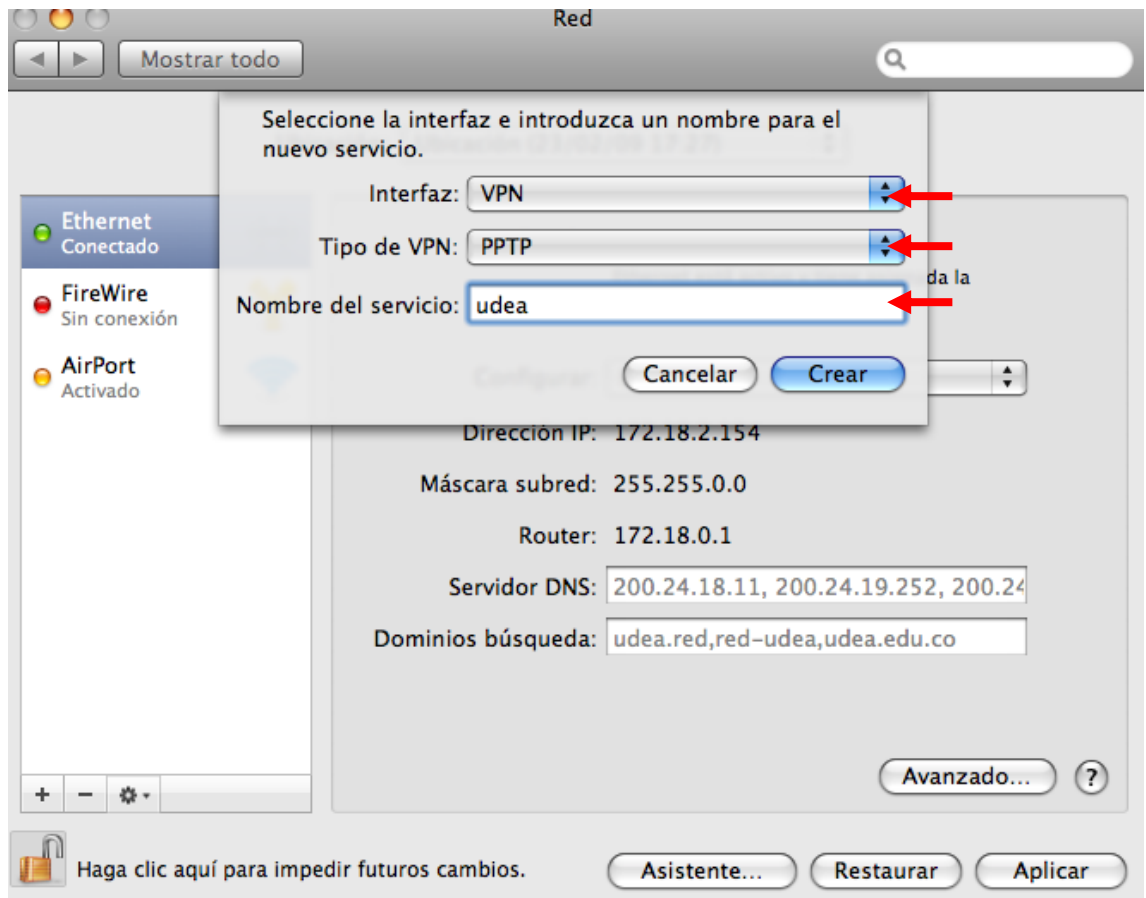 Red
Mostrar todo
Seleccione la interfaz e introduzca un nombre para el
nuevo servicio.
Interfaz: VPN
Tipo de VPN: PPTP
Nombre del servicio: udea
Cancelar Crear
Ethernet
Conectado
FireWire
Sin conexión
AirPort
Activado
da la
Configurar:
Dirección IP: 172.18.2.154
Máscara subred: 255.255.0.0
Router: 172.18.0.1
Servidor DNS: 200.24.18.11, 200.24.19.252, 200.24
Dominios búsqueda: udea.red,red-udea,udea.edu.co
Avanzado... ?
+ −
Haga clic aquí para impedir futuros cambios.
Asistente... Restaurar Aplicar